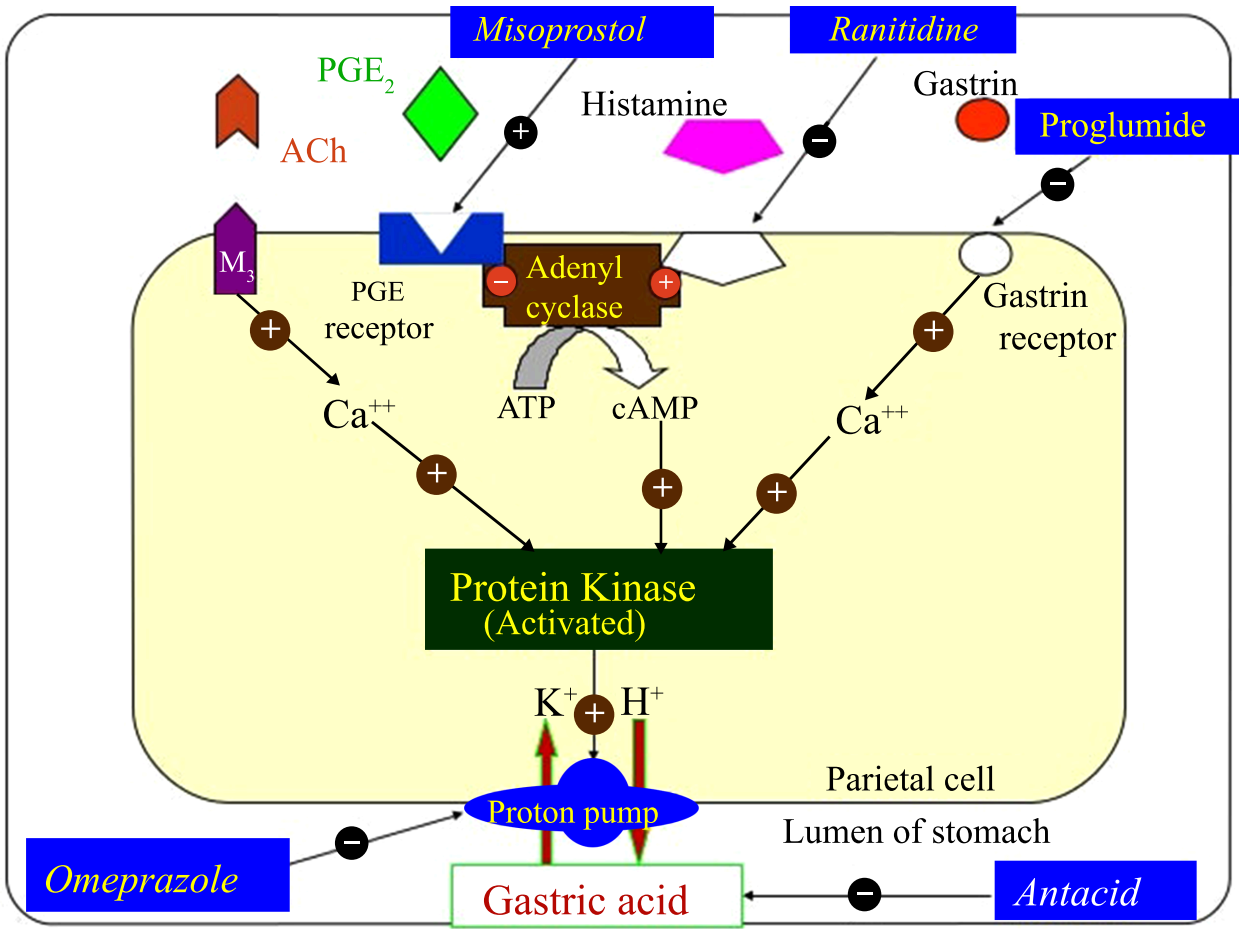 Misoprostol
Ranitidine
PGE₂
Histamine
Gastrin
Proglumide
ACh
+
−
−
M₃
PGE
receptor
−
Adenyl
cyclase
+
Gastrin
receptor
+
+
ATP
cAMP
Ca⁺⁺
Ca⁺⁺
+
+
+
Protein Kinase
(Activated)
K⁺
+
H⁺
Parietal cell
Proton pump
Lumen of stomach
−
Omeprazole
Gastric acid
−
Antacid